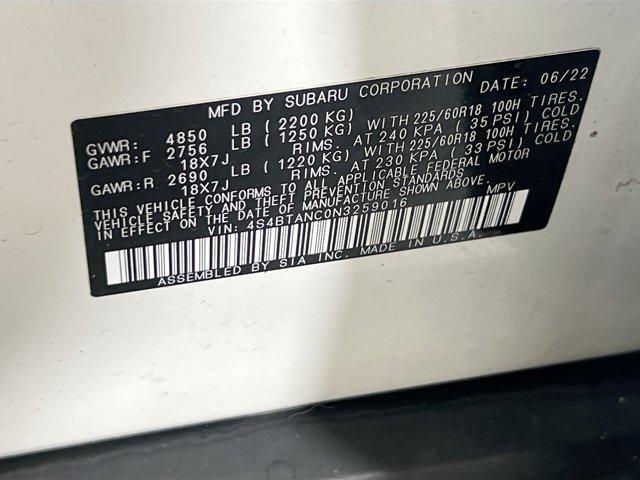 MFD BY SUBARU CORPORATION DATE: 06/22
GVWR: 4850 LB (2200 KG)
GAWR:F 2756 LB (1250 KG) WITH 225/60R18 100H TIRES.
18X7J RIMS. AT 240 KPA (35 PSI) COLD
GAWR:R 2690 LB (1220 KG) WITH 225/60R18 100H TIRES.
18X7J RIMS. AT 230 KPA (33 PSI) COLD
THIS VEHICLE CONFORMS TO ALL APPLICABLE FEDERAL MOTOR
VEHICLE SAFETY AND THEFT PREVENTION STANDARDS IN
EFFECT ON THE DATE OF MANUFACTURE SHOWN ABOVE.
VIN: 4S4BTANC0N3259016 MPV
ASSEMBLED BY SIA INC. MADE IN U.S.A.